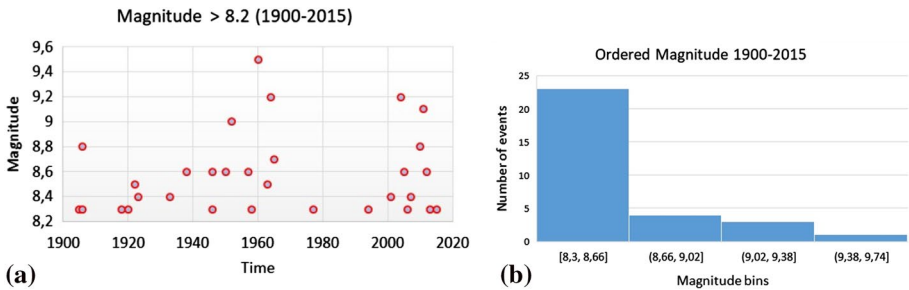 Magnitude > 8.2 (1900-2015)
9,6
9,4
9,2
9
8,8
8,6
8,4
8,2
Magnitude
1900 1920 1940 1960 1980 2000 2020
Time
(a)
Ordered Magnitude 1900-2015
25
20
15
10
5
0
Number of events
[8,3, 8,66] (8,66, 9,02] (9,02, 9,38] (9,38, 9,74]
Magnitude bins
(b)